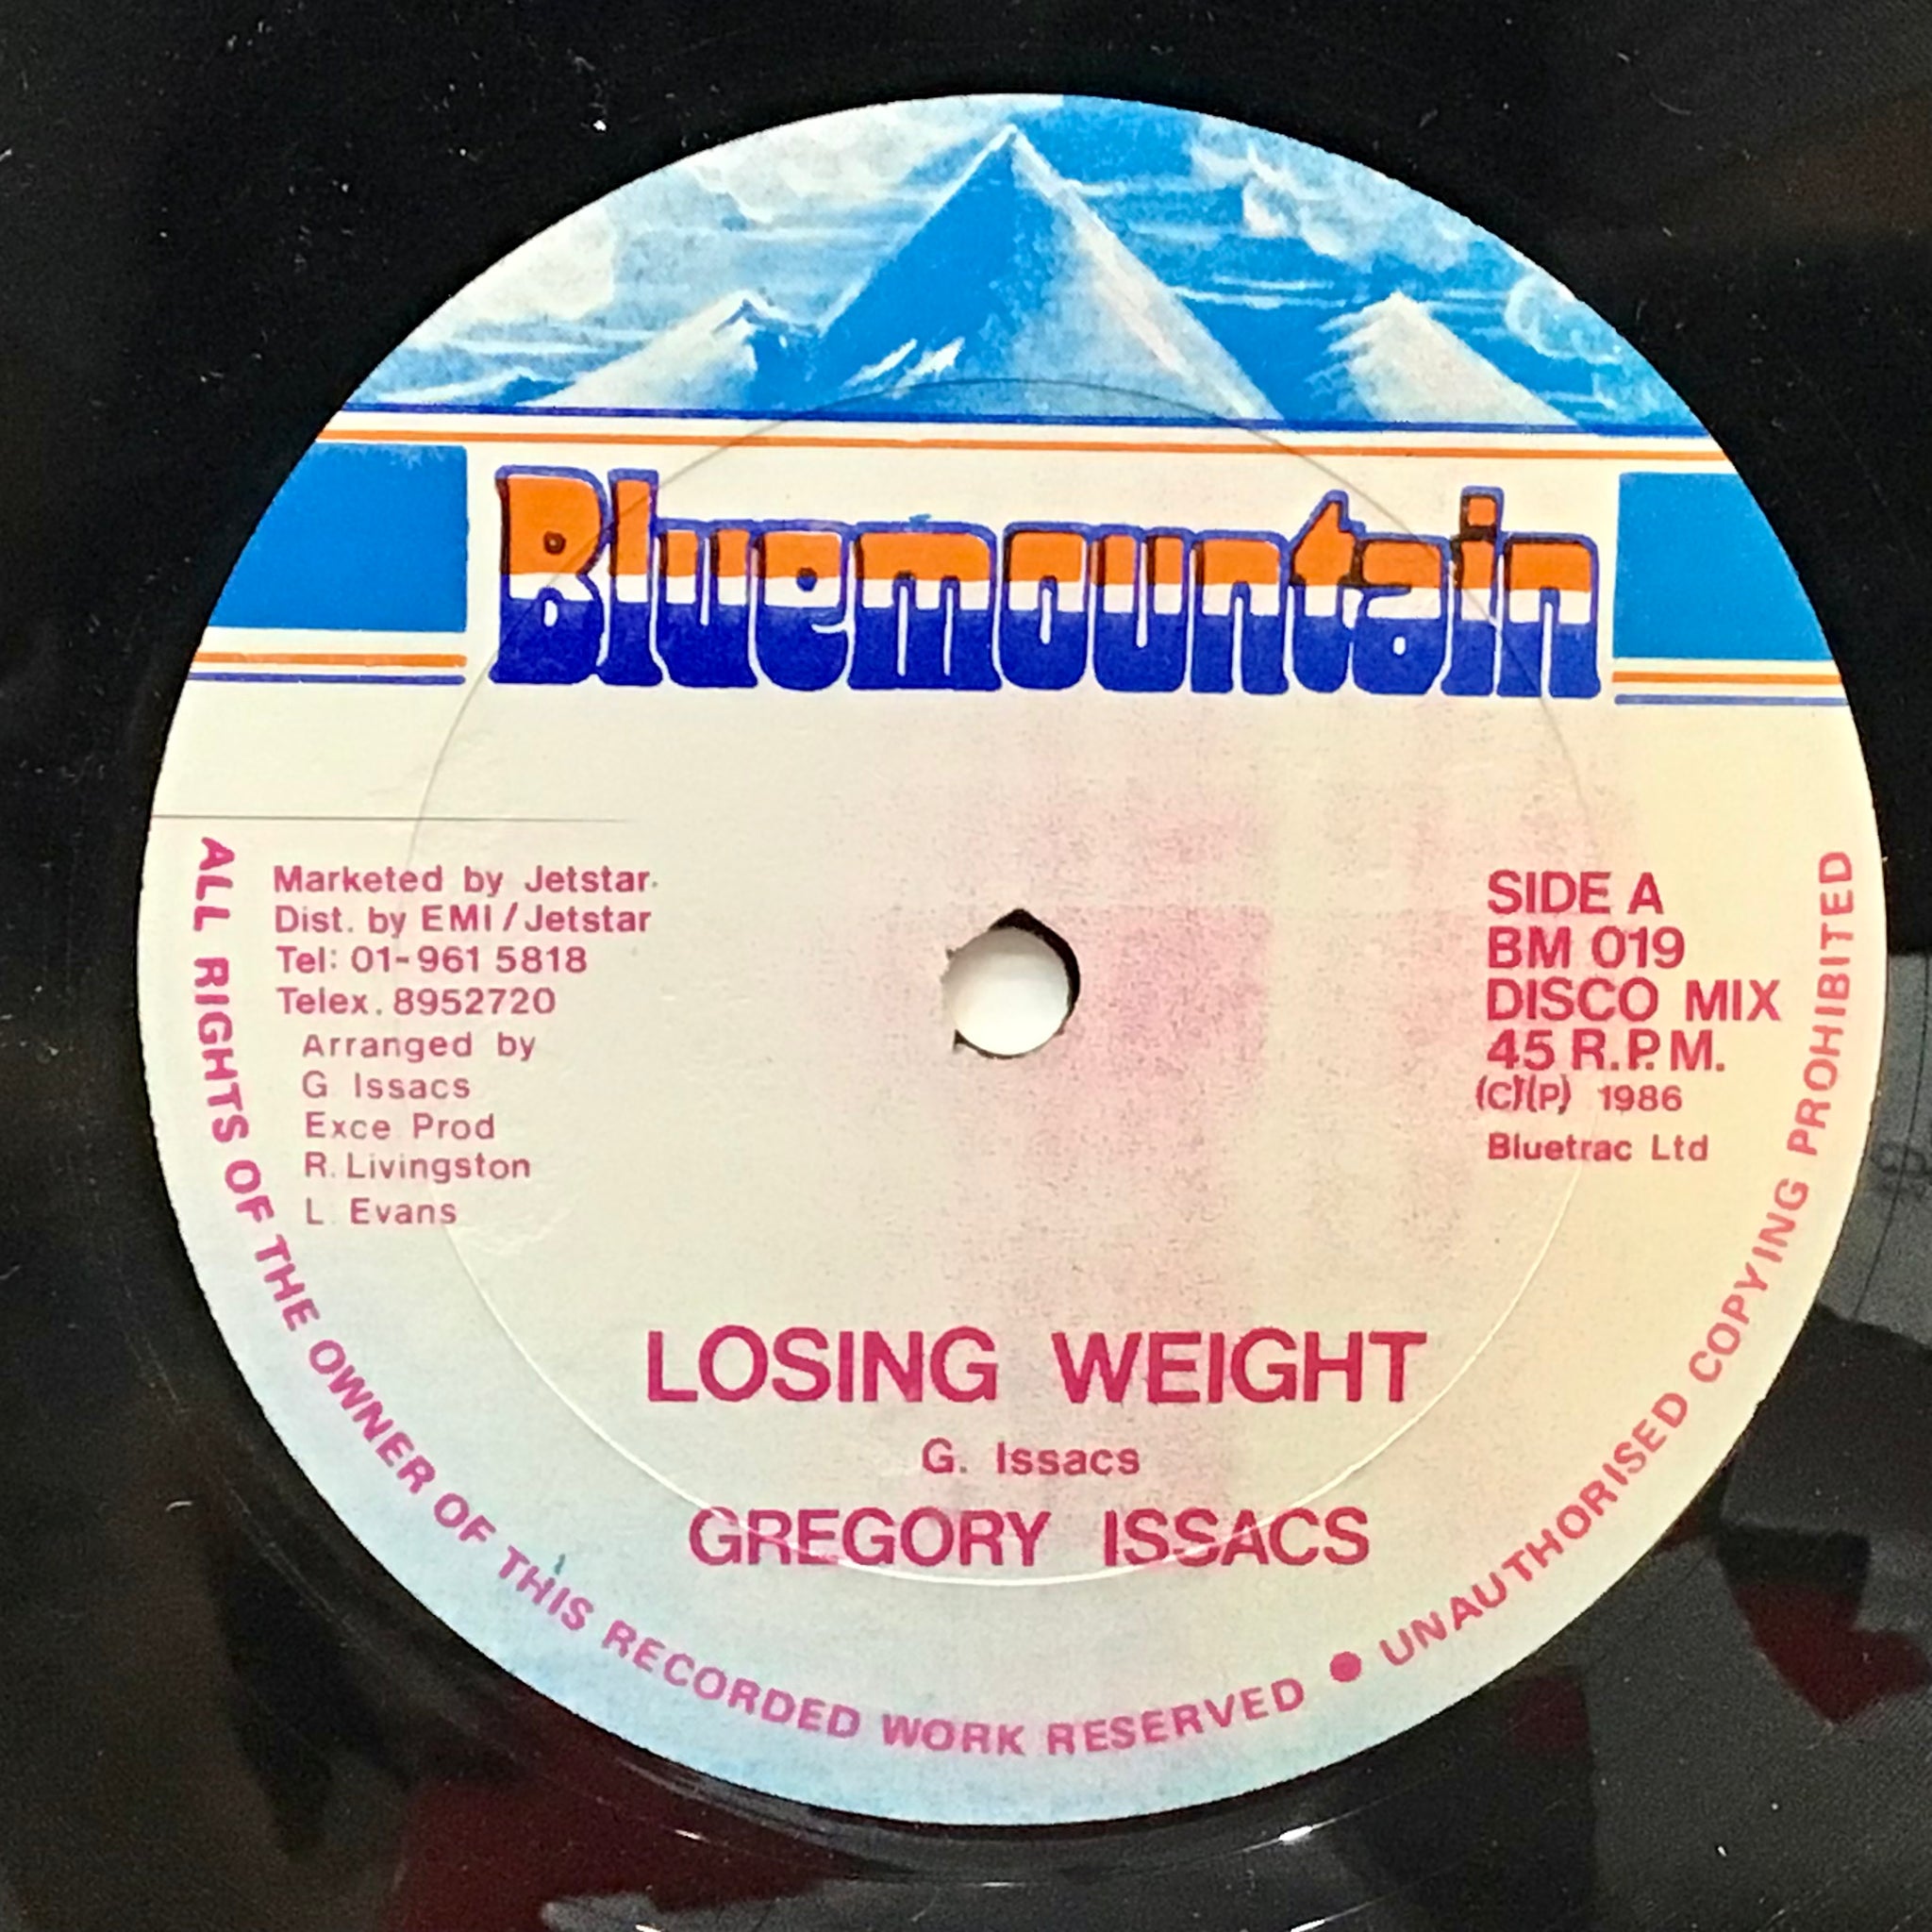 Bluemountain
Marketed by Jetstar.
Dist. by EMI / Jetstar
Tel: 01-961 5818
Telex. 8952720
Arranged by
G Issacs
Exce Prod
R. Livingston
L. Evans
SIDE A
BM 019
DISCO MIX
45 R.P.M.
(C)(P) 1986
Bluetrac Ltd
LOSING WEIGHT
G. Issacs
GREGORY ISSACS
ALL RIGHTS OF THE OWNER OF THIS RECORDED WORK RESERVED ● UNAUTHORISED COPYING PROHIBITED